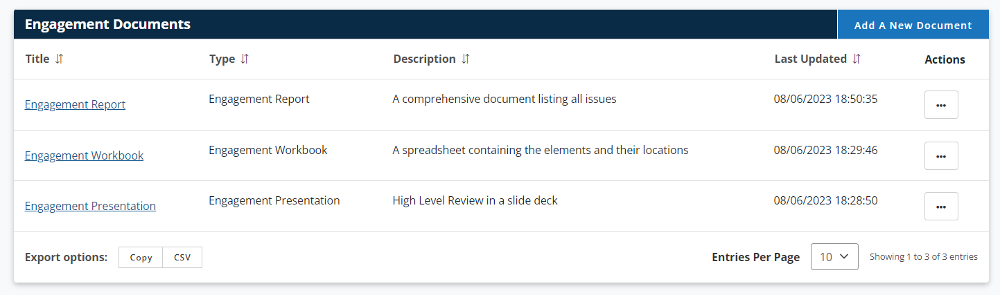 Engagement Documents Add A New Document
Title Type Description Last Updated Actions
Engagement Report Engagement Report A comprehensive document listing all issues 08/06/2023 18:50:35 •••
Engagement Workbook Engagement Workbook A spreadsheet containing the elements and their locations 08/06/2023 18:29:46 •••
Engagement Presentation Engagement Presentation High Level Review in a slide deck 08/06/2023 18:28:50 •••
Export options: Copy CSV Entries Per Page 10 Showing 1 to 3 of 3 entries